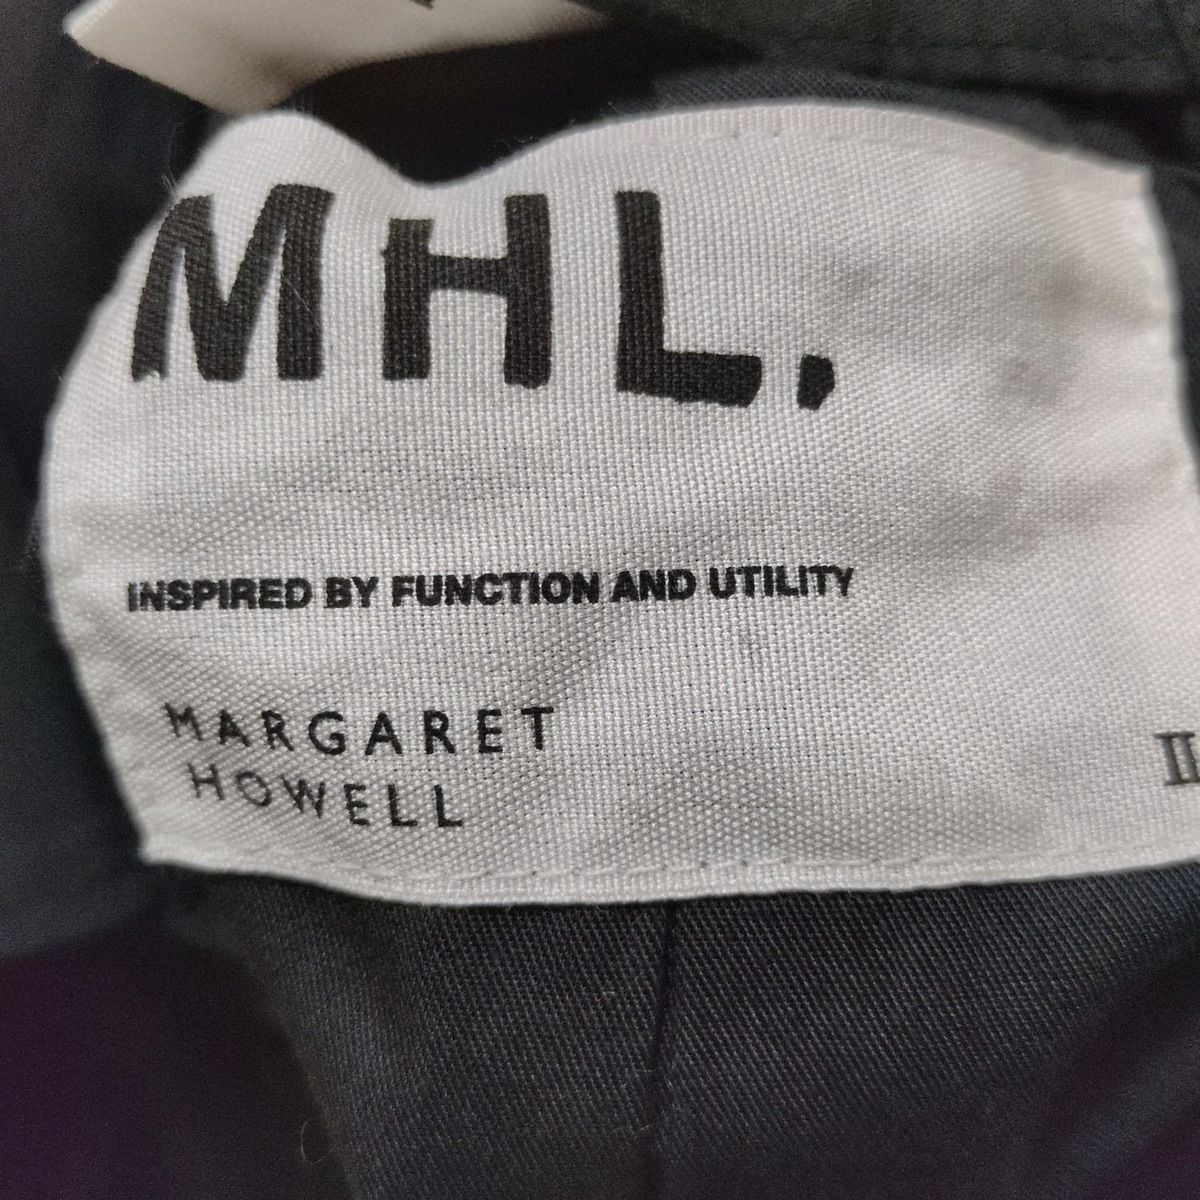 MHL.
INSPIRED BY FUNCTION AND UTILITY
MARGARET
HOWELL
II